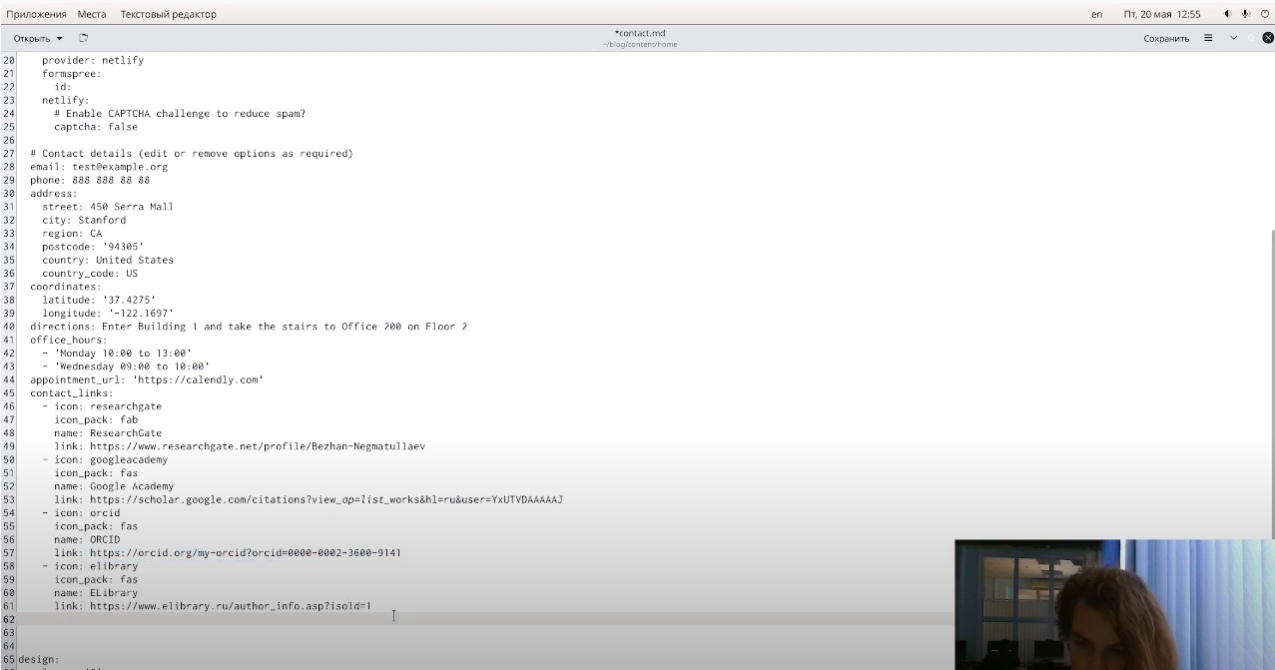 Приложения Места Текстовый редактор en Пт, 20 мая 12:55
Открыть *contact.md Сохранить
~/blog/content/home
20 provider: netlify
21 formspree:
22 id:
23 netlify:
24 # Enable CAPTCHA challenge to reduce spam?
25 captcha: false
26
27 # Contact details (edit or remove options as required)
28 email: test@example.org
29 phone: 888 888 88 88
30 address:
31 street: 450 Serra Mall
32 city: Stanford
33 region: CA
34 postcode: '94305'
35 country: United States
36 country_code: US
37 coordinates:
38 latitude: '37.4275'
39 longitude: '-122.1697'
40 directions: Enter Building 1 and take the stairs to Office 200 on Floor 2
41 office_hours:
42 - 'Monday 10:00 to 13:00'
43 - 'Wednesday 09:00 to 10:00'
44 appointment_url: 'https://calendly.com'
45 contact_links:
46 - icon: researchgate
47 icon_pack: fab
48 name: ResearchGate
49 link: https://www.researchgate.net/profile/Bezhan-Negmatullaev
50 - icon: googleacademy
51 icon_pack: fas
52 name: Google Academy
53 link: https://scholar.google.com/citations?view_op=list_works&hl=ru&user=YxUTVDAAAAAJ
54 - icon: orcid
55 icon_pack: fas
56 name: ORCID
57 link: https://orcid.org/my-orcid?orcid=0000-0002-3600-9141
58 - icon: elibrary
59 icon_pack: fas
60 name: ELibrary
61 link: https://www.elibrary.ru/author_info.asp?isold=1
62
63
64
65 design: